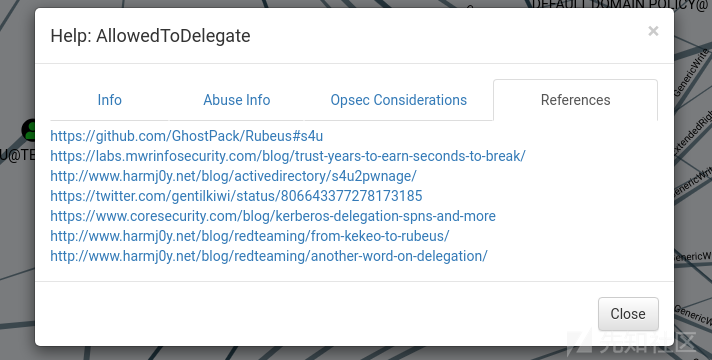 DEFAULT DOMAIN POLICY@
Help: AllowedToDelegate
×
Info
Abuse Info
Opsec Considerations
References
https://github.com/GhostPack/Rubeus#s4u
https://labs.mwrinfosecurity.com/blog/trust-years-to-earn-seconds-to-break/
http://www.harmj0y.net/blog/activedirectory/s4u2pwnage/
https://twitter.com/gentilkiwi/status/806643377278173185
https://www.coresecurity.com/blog/kerberos-delegation-spns-and-more
http://www.harmj0y.net/blog/redteaming/from-kekeo-to-rubeus/
http://www.harmj0y.net/blog/redteaming/another-word-on-delegation/
Close
GenericWrite
ExtendedRigh
GenericWrite
U@TE
GenericWrite
GenericW
先知社区